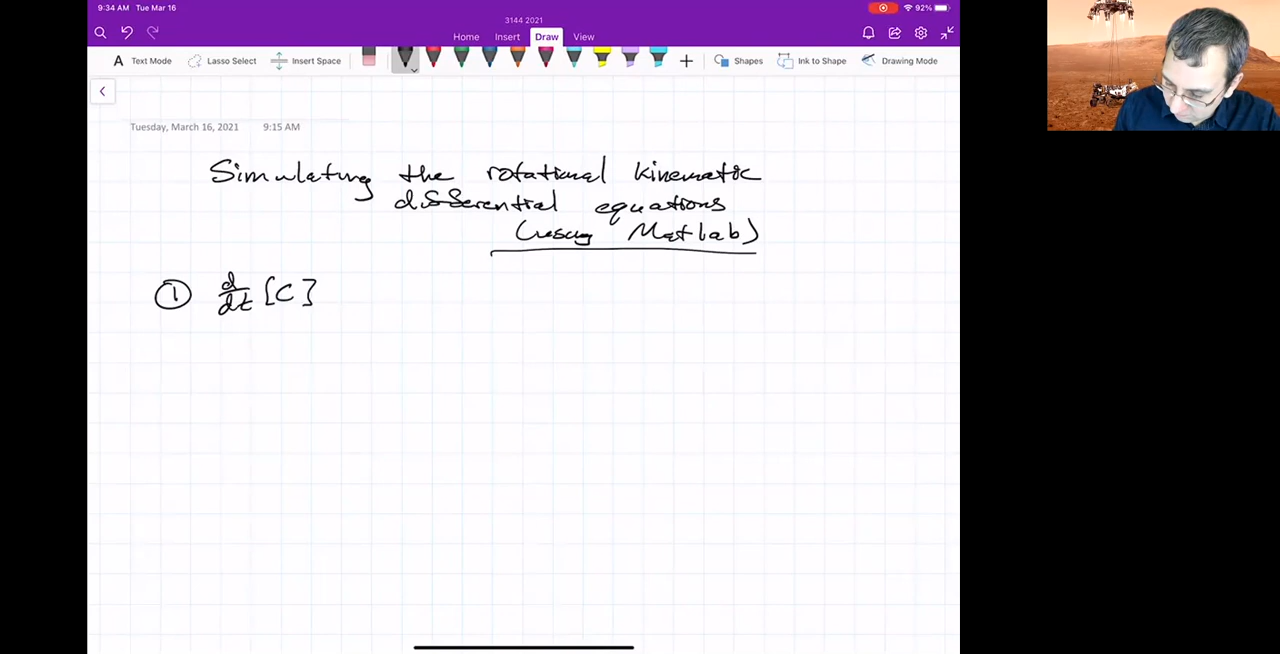 9:34 AM Tue Mar 16
92%
3144 2021
Home Insert Draw View
A Text Mode Lasso Select Insert Space Shapes Ink to Shape Drawing Mode
Tuesday, March 16, 2021 9:15 AM
Simulating the rotational kinematic
differential equations
(using Matlab)
① d/dt [C]